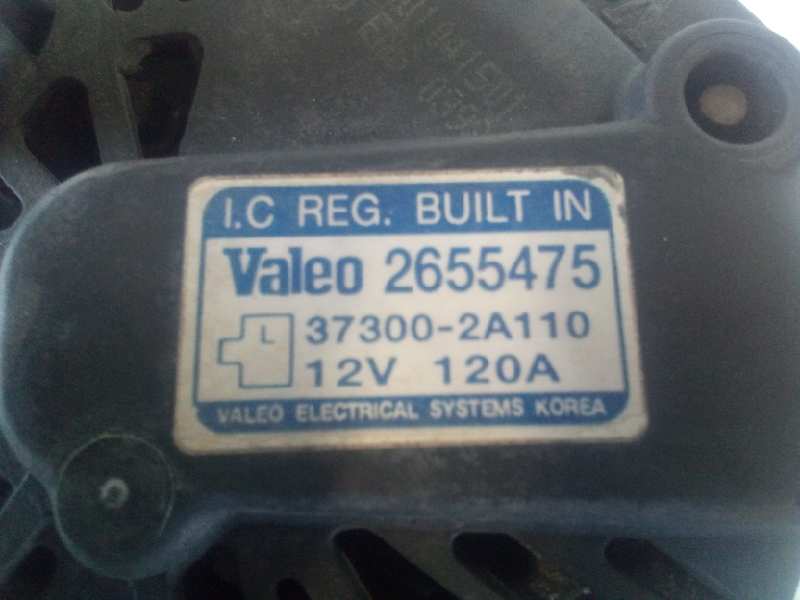 I.C REG. BUILT IN
Valeo 2655475
L 37300-2A110
12V 120A
VALEO ELECTRICAL SYSTEMS KOREA